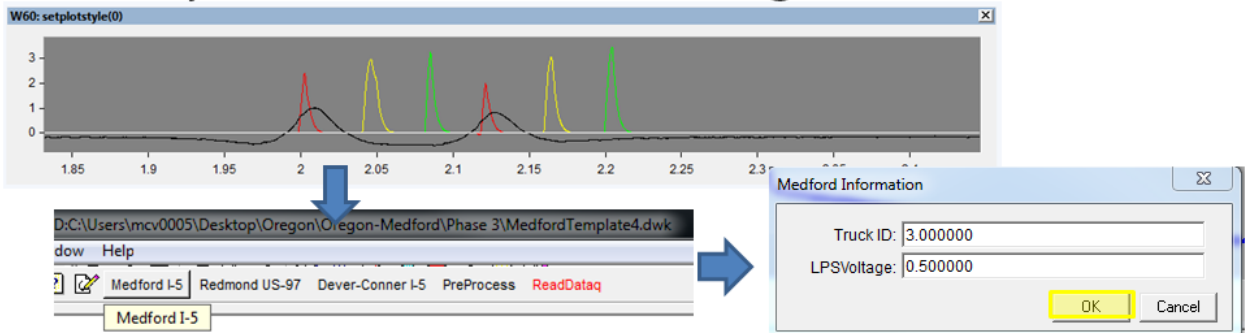 W60: setplotstyle(0)
3
2
1
0
1.85 1.9 1.95 2 2.05 2.1 2.15 2.2 2.25 2.3
D:C:\Users\mcv0005\Desktop\Oregon\Oregon-Medford\Phase 3\MedfordTemplate4.dwk
dow Help
Medford I-5 Redmond US-97 Dever-Conner I-5 PreProcess ReadDataq
Medford I-5
Medford Information
Truck ID: 3.000000
LPSVoltage: 0.500000
OK Cancel